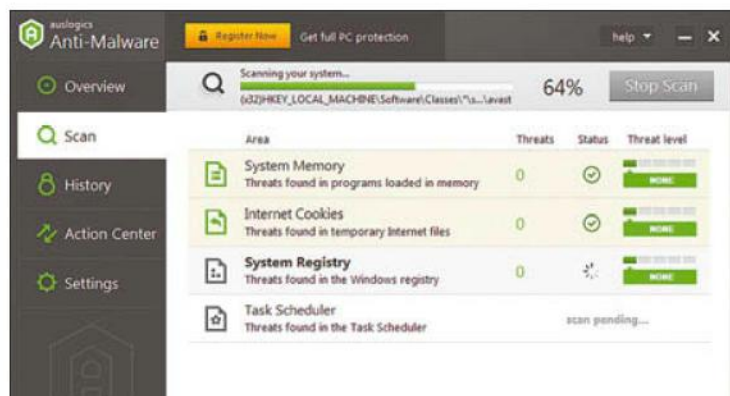 auslogics
Anti-Malware
Register Now
Get full PC protection
help
Overview
Scan
History
Action Center
Settings
Scanning your system...
(x32)HKEY_LOCAL_MACHINE\Software\Classes\*\s...\avast
64%
Stop Scan
Area
Threats
Status
Threat level
System Memory
Threats found in programs loaded in memory
0
NONE
Internet Cookies
Threats found in temporary Internet files
0
NONE
System Registry
Threats found in the Windows registry
0
NONE
Task Scheduler
Threats found in the Task Scheduler
scan pending...